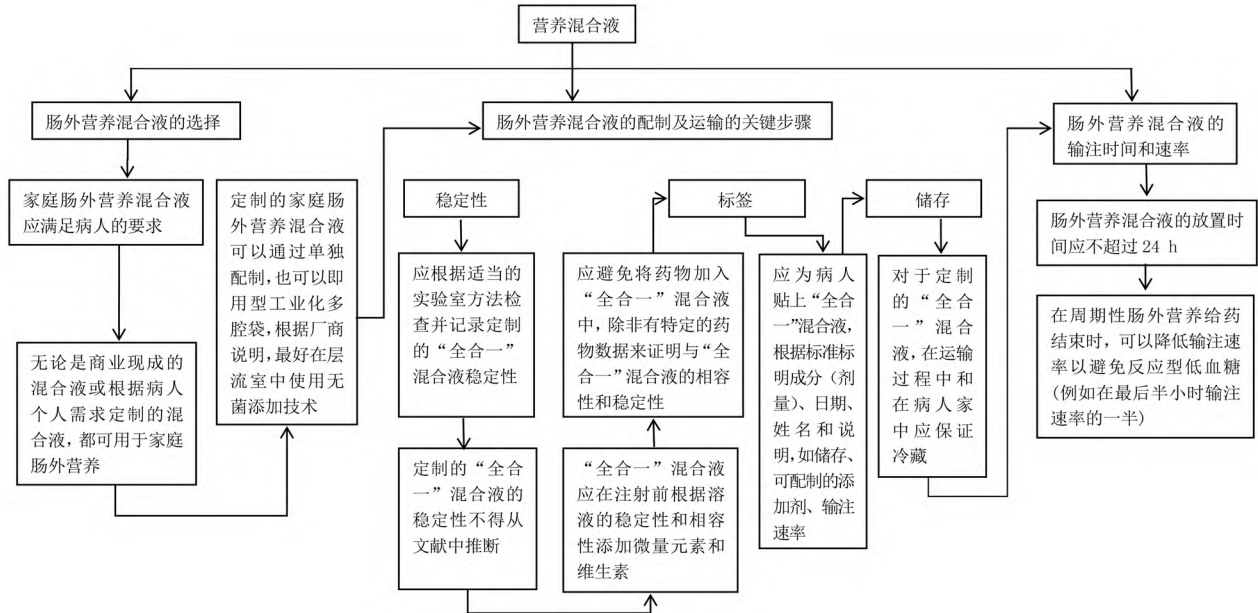 营养混合液
肠外营养混合液的选择
家庭肠外营养混合液
应满足病人的要求
无论是商业现成的
混合液或根据病人
个人需求定制的混
合液,都可用于家庭
肠外营养
定制的家庭肠
外营养混合液
可以通过单独
配制,也可以即
用型工业化多
腔袋,根据厂商
说明,最好在层
流室中使用无
菌添加技术
肠外营养混合液的配制及运输的关键步骤
稳定性
应根据适当的
实验室方法检
查并记录定制
的“全合一”
混合液稳定性
定制的“全合
一”混合液的
稳定性不得从
文献中推断
“全合一”混合液
应在注射前根据溶
液的稳定性和相容
性添加微量元素和
维生素
应避免将药物加入
“全合一”混合液
中,除非有特定的药
物数据来证明与“全
合一”混合液的相容
性和稳定性
标签
应为病人
贴上“全合
一”混合液,
根据标准标
明成分(剂
量)、日期、
姓名和说
明,如储存、
可配制的添
加剂、输注
速率
储存
对于定制
的“全合
一”混合
液,在运输
过程中和
在病人家
中应保证
冷藏
肠外营养混合液的
输注时间和速率
肠外营养混合液的放置时
间应不超过 24 h
在周期性肠外营养给药
结束时,可以降低输注速
率以避免反应型低血糖
(例如在最后半小时输注
速率的一半)